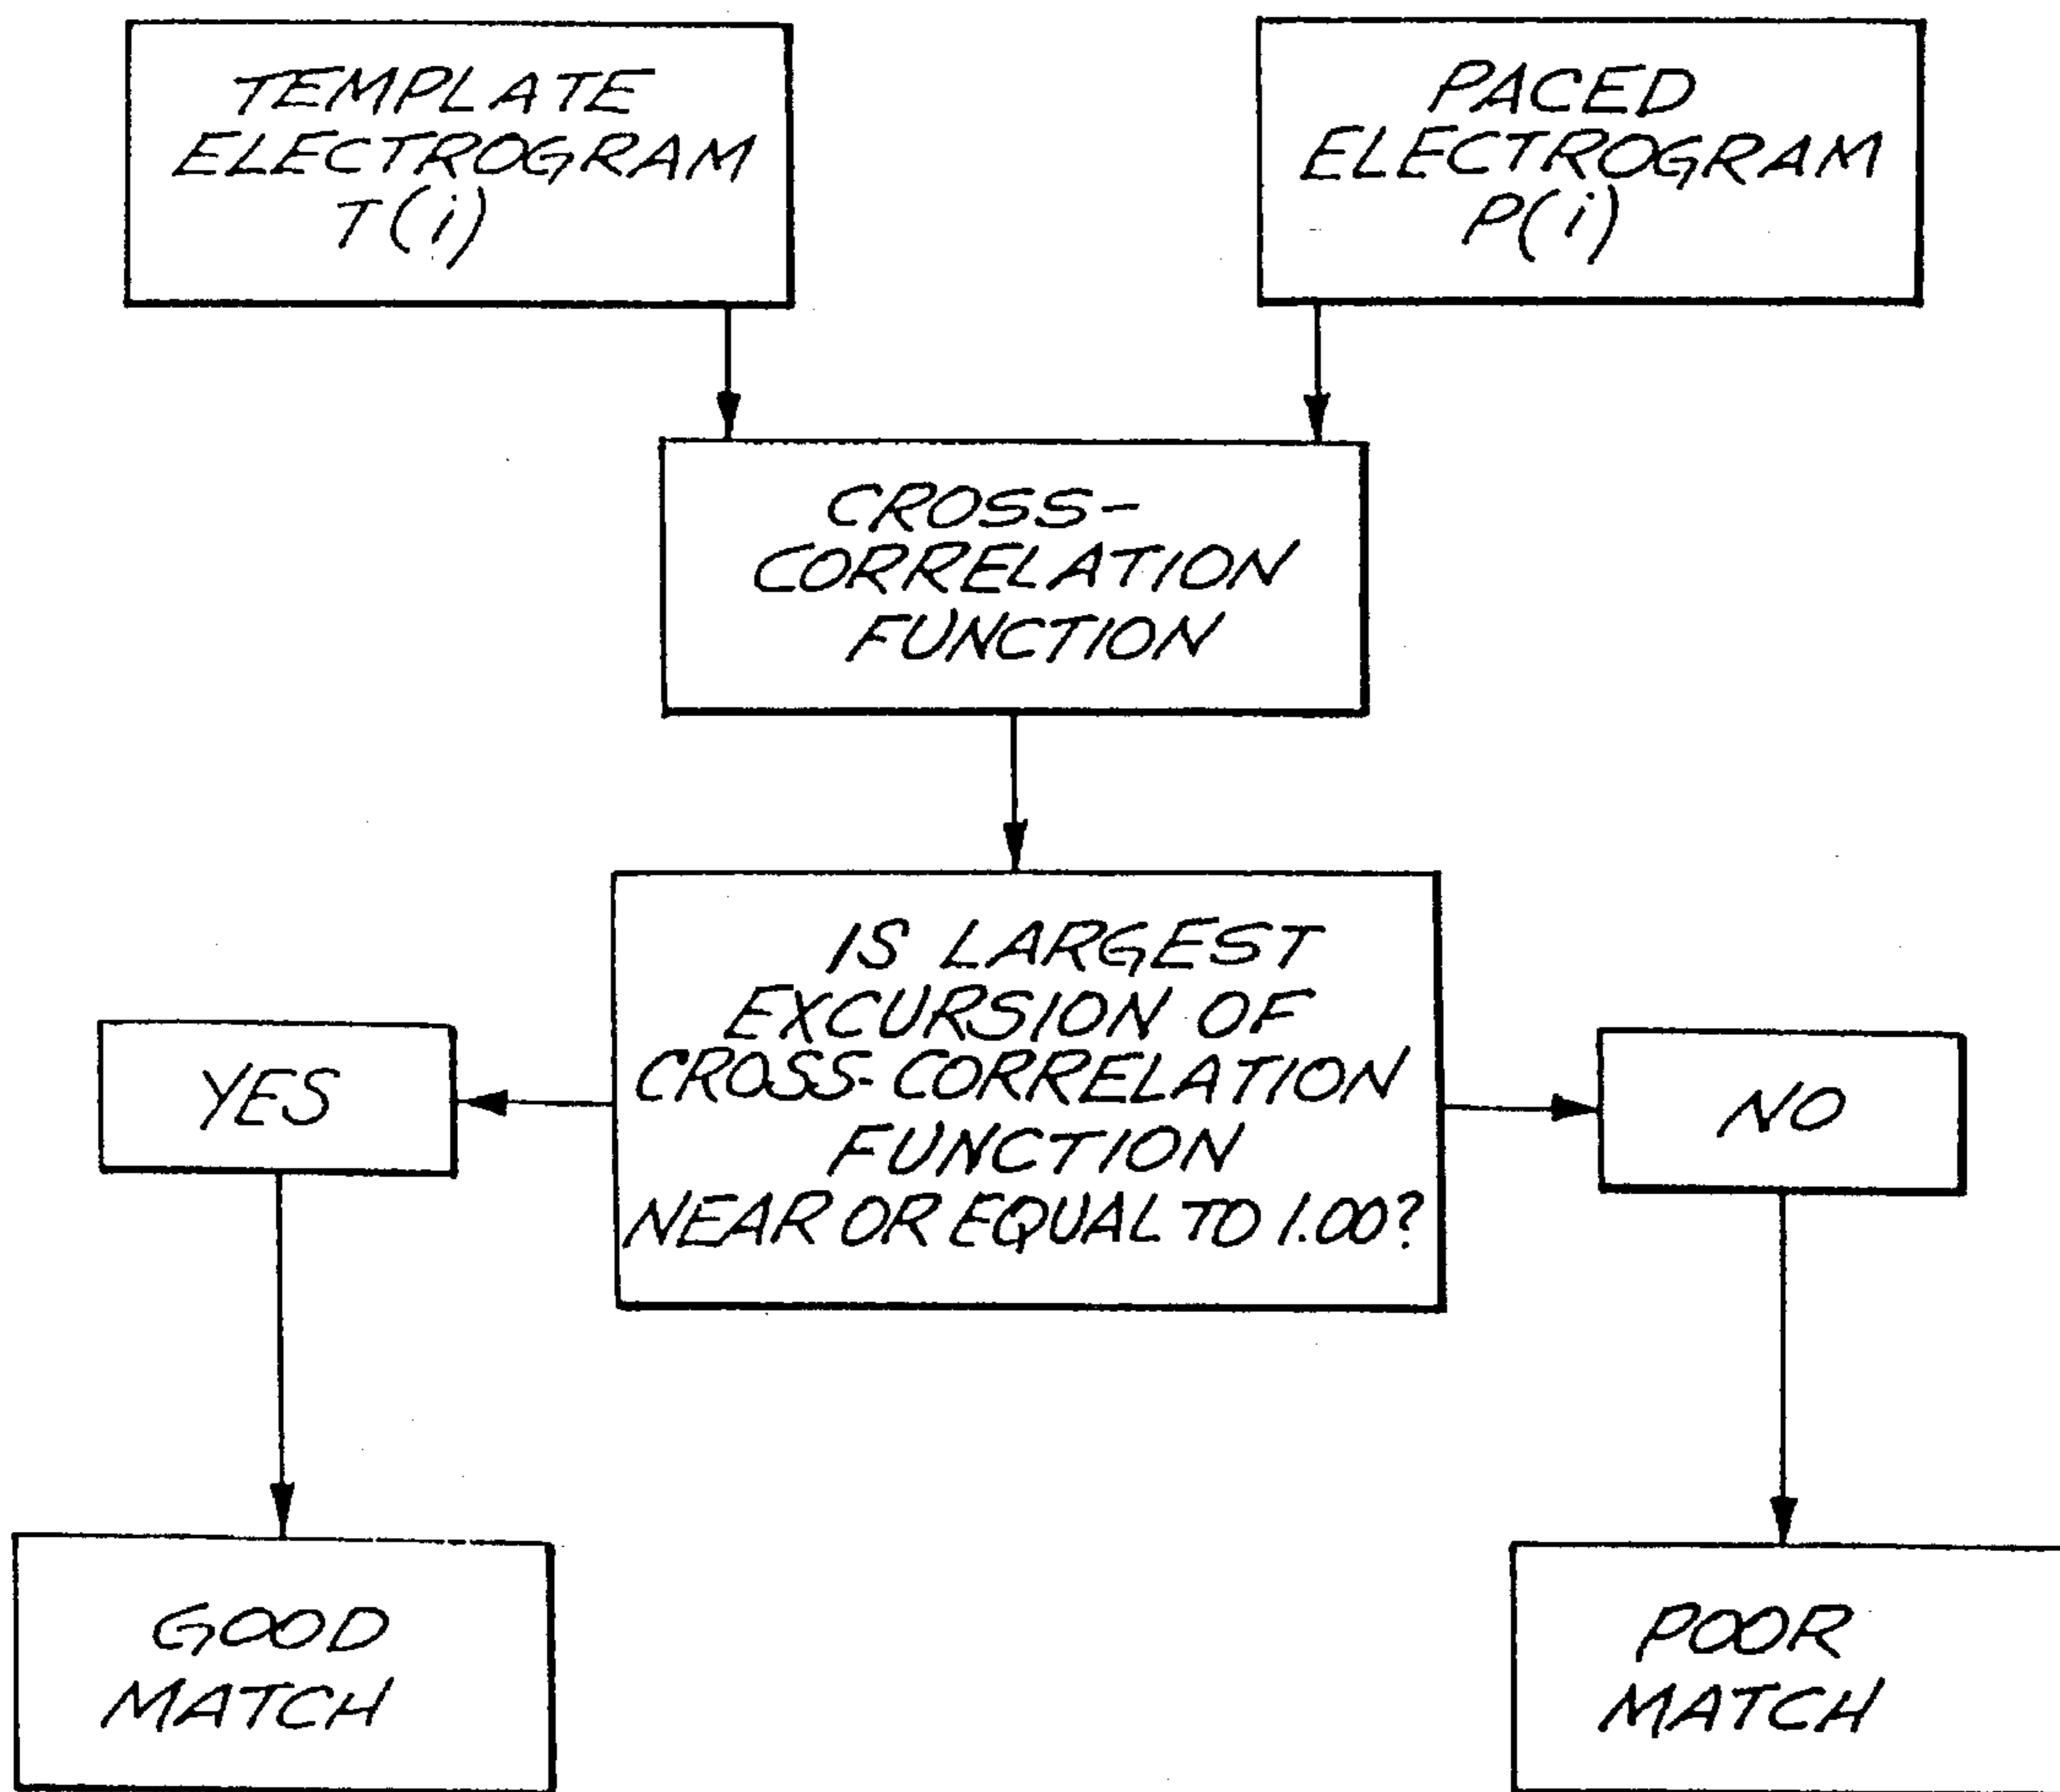 TEMPLATE
ELECTROGRAM
T(i)
PACED
ELECTROGRAM
P(i)
CROSS-
CORRELATION
FUNCTION
IS LARGEST
EXCURSION OF
CROSS-CORRELATION
FUNCTION
NEAR OR EQUAL TO 1.00?
YES
NO
GOOD
MATCH
POOR
MATCH